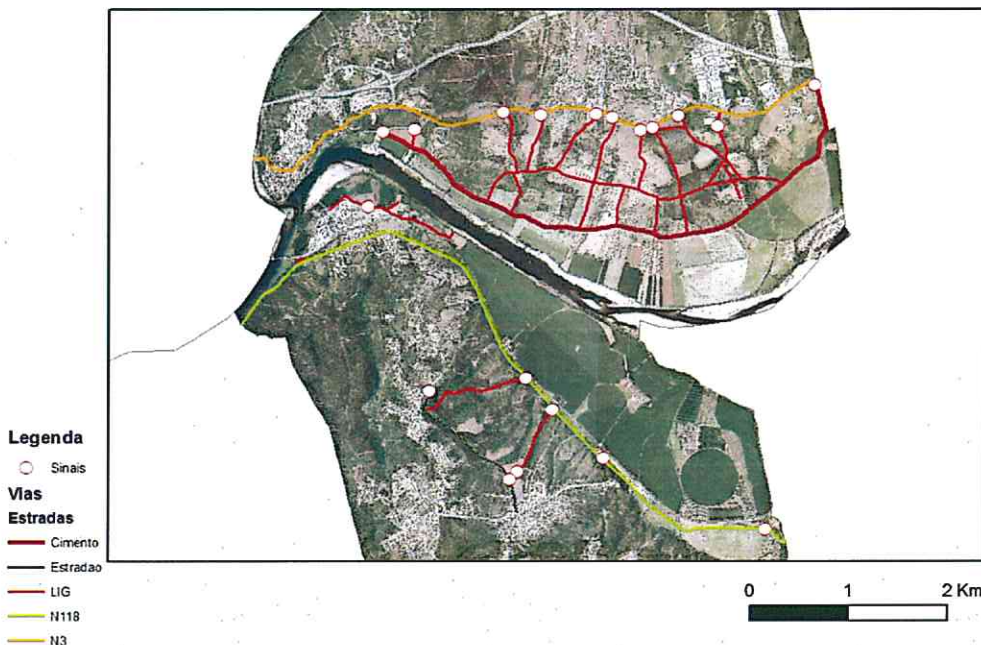 Legenda
Sinais
Vias
Estradas
Cimento
Estradao
LIG
N118
N3
0 1 2 Km